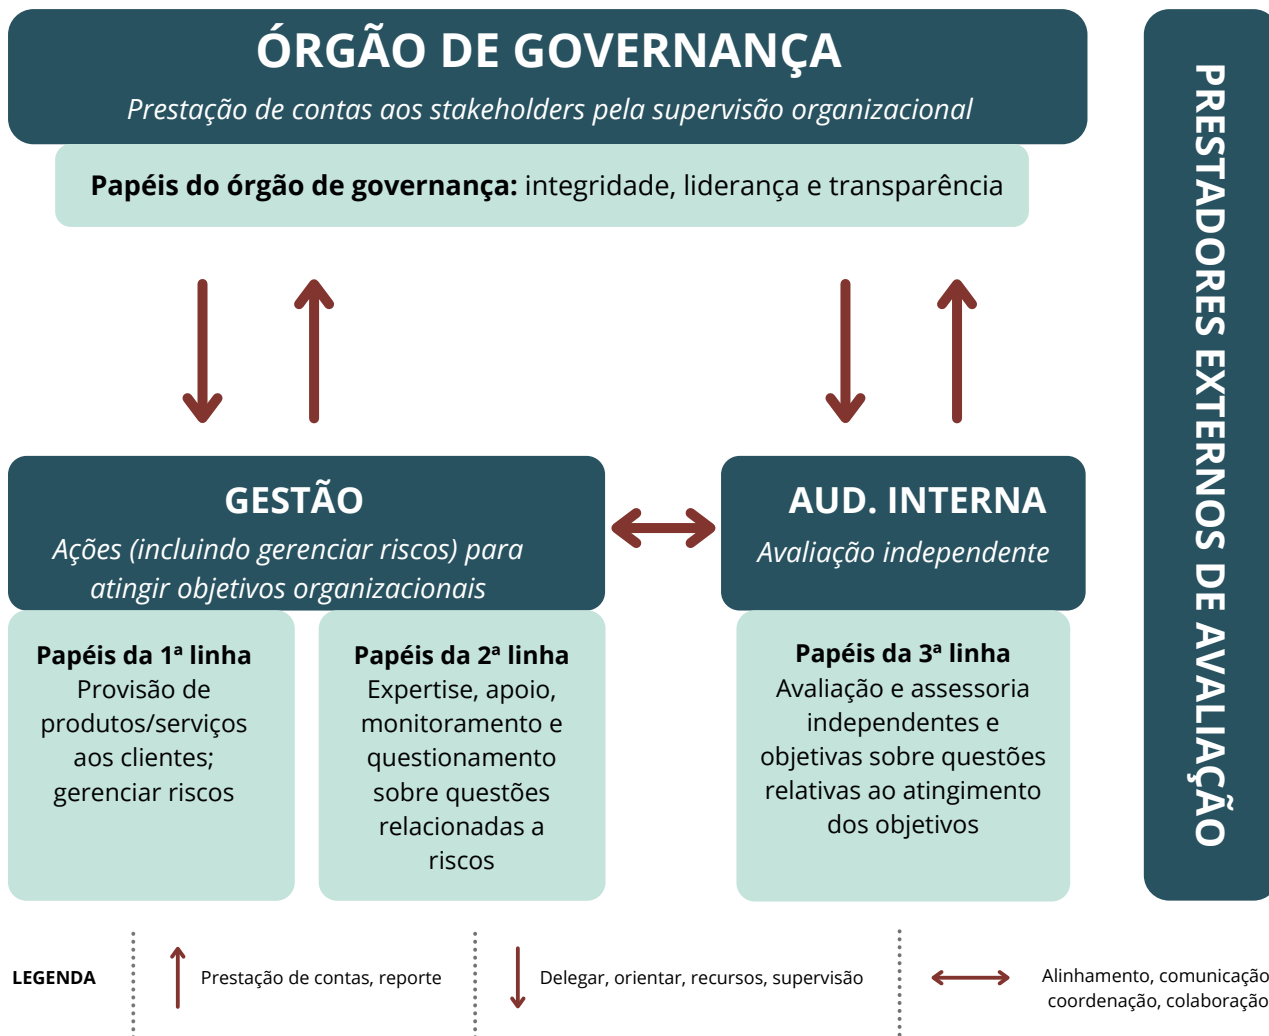 ÓRGÃO DE GOVERNANÇA
Prestação de contas aos stakeholders pela supervisão organizacional
Papéis do órgão de governança: integridade, liderança e transparência
GESTÃO
Ações (incluindo gerenciar riscos) para
atingir objetivos organizacionais
Papéis da 1ª linha
Provisão de
produtos/serviços
aos clientes;
gerenciar riscos
Papéis da 2ª linha
Expertise, apoio,
monitoramento e
questionamento
sobre questões
relacionadas a
riscos
AUD. INTERNA
Avaliação independente
Papéis da 3ª linha
Avaliação e assessoria
independentes e
objetivas sobre questões
relativas ao atingimento
dos objetivos
PRESTADORES EXTERNOS DE AVALIAÇÃO
LEGENDA
Prestação de contas, reporte
Delegar, orientar, recursos, supervisão
Alinhamento, comunicação
coordenação, colaboração